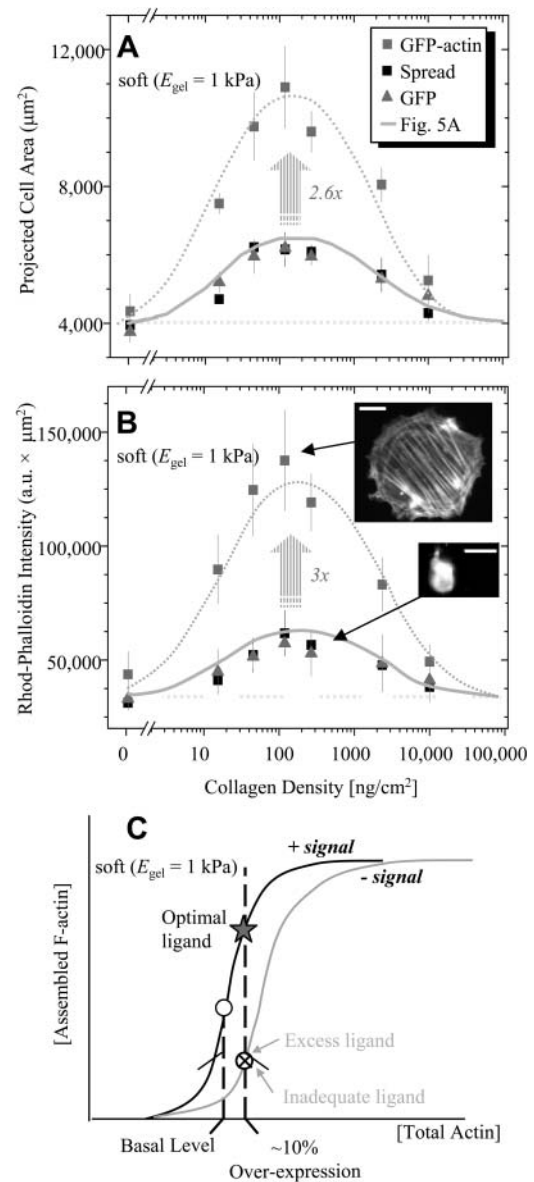 A
soft (E_gel = 1 kPa)
GFP-actin
Spread
GFP
Fig. 5A
2.6x
12,000
8,000
4,000
Projected Cell Area (μm²)
B
soft (E_gel = 1 kPa)
3x
150,000
100,000
50,000
Rhod-Phalloidin Intensity (a.u. × μm²)
0 10 100 1000 10,000 100,000
Collagen Density [ng/cm²]
C
soft (E_gel = 1 kPa)
+ signal
- signal
Optimal
ligand
Excess ligand
Inadequate ligand
[Assembled F-actin]
[Total Actin]
Basal Level
~10%
Over-expression